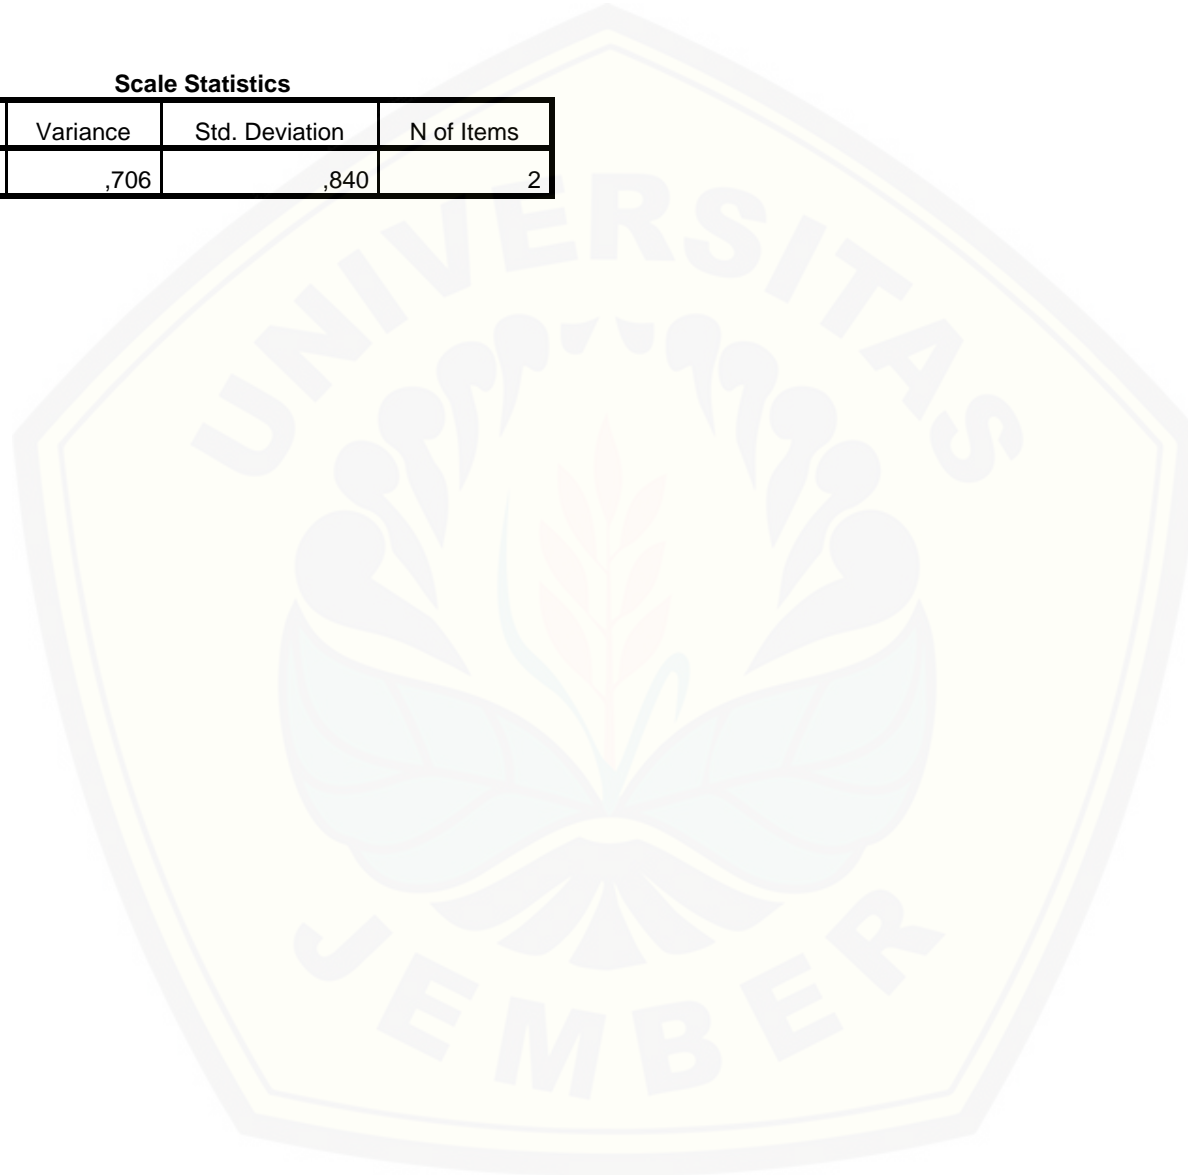 Scale Statistics
Variance Std. Deviation N of Items
,706 ,840 2
UNIVERSITAS
JEMBER